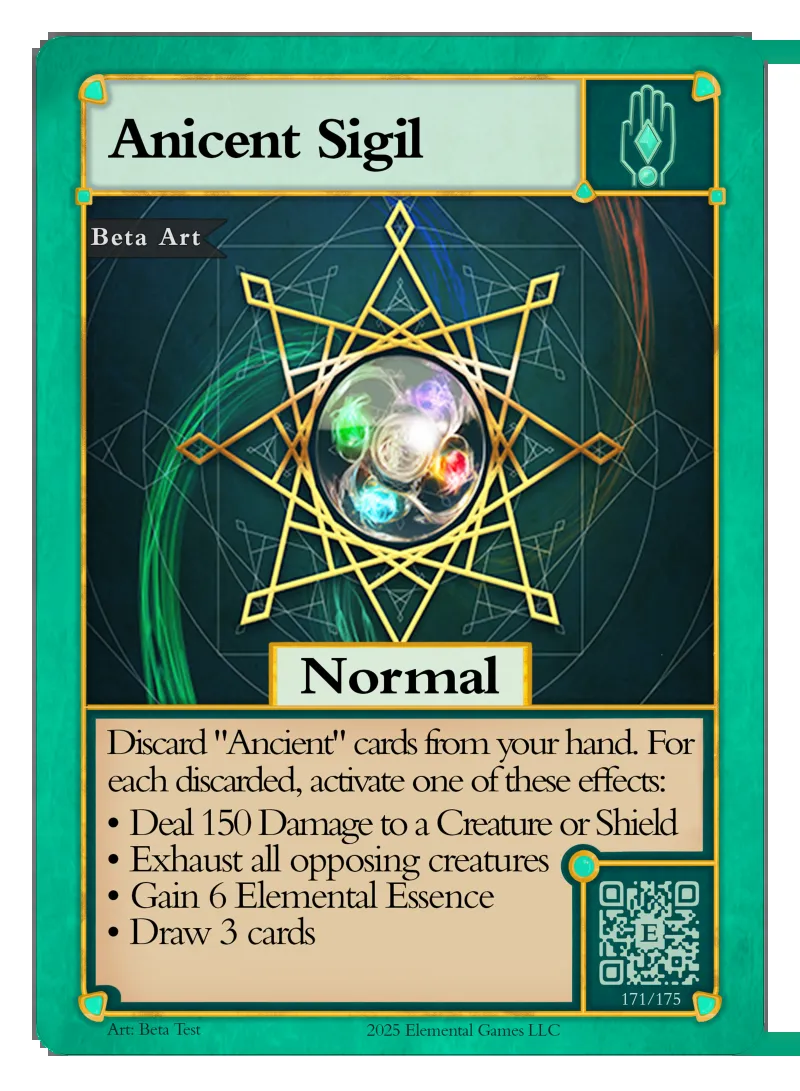 Anicent Sigil
Beta Art
Normal
Discard "Ancient" cards from your hand. For
each discarded, activate one of these effects:
• Deal 150 Damage to a Creature or Shield
• Exhaust all opposing creatures
• Gain 6 Elemental Essence
• Draw 3 cards
E
171/175
Art: Beta Test
2025 Elemental Games LLC